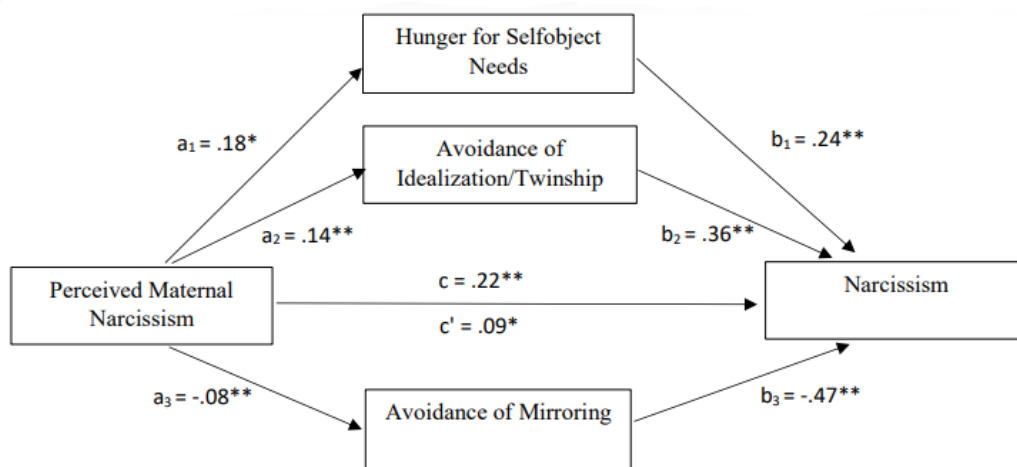 Hunger for Selfobject
Needs
a₁ = .18*
b₁ = .24**
Avoidance of
Idealization/Twinship
a₂ = .14**
b₂ = .36**
Perceived Maternal
Narcissism
c = .22**
c' = .09*
Narcissism
a₃ = -.08**
Avoidance of Mirroring
b₃ = -.47**